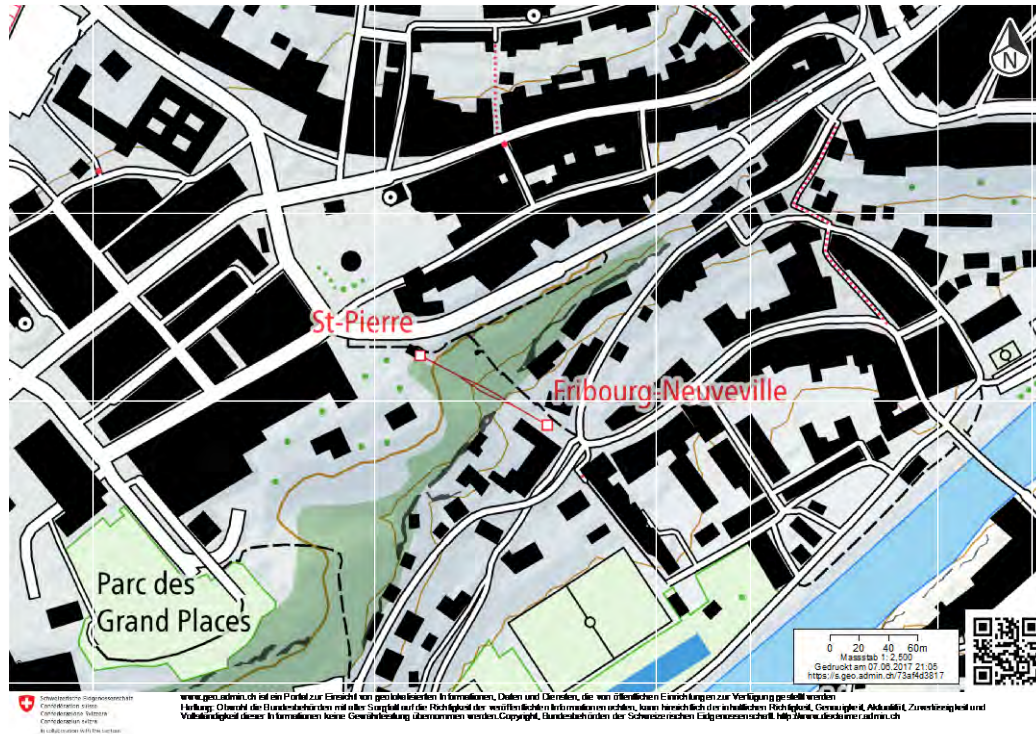 N
St-Pierre
Fribourg Neuveville
Parc des
Grand Places
0 20 40 60m
Massstab 1: 2,500
Gedruckt am 07.06.2017 21:05
https://s.geo.admin.ch/73af4d3817
Schweizerische Eidgenossenschaft
Confédération suisse
Confederazione Svizzera
Confederaziun svizra
In collaboration with the cantons
www.geo.admin.ch ist ein Portal zur Einsicht von geolokalisierten Informationen, Daten und Diensten, die von öffentlichen Einrichtungen zur Verfügung gestellt werden
Haftung: Obwohl die Bundesbehörden mit aller Sorgfalt auf die Richtigkeit der veröffentlichten Informationen achten, kann hinsichtlich der inhaltlichen Richtigkeit, Genauigkeit, Aktualität, Zuverlässigkeit und
Vollständigkeit dieser Informationen keine Gewährleistung übernommen werden. Copyright, Bundesbehörden der Schweizerischen Eidgenossenschaft. http://www.disclaimer.admin.ch